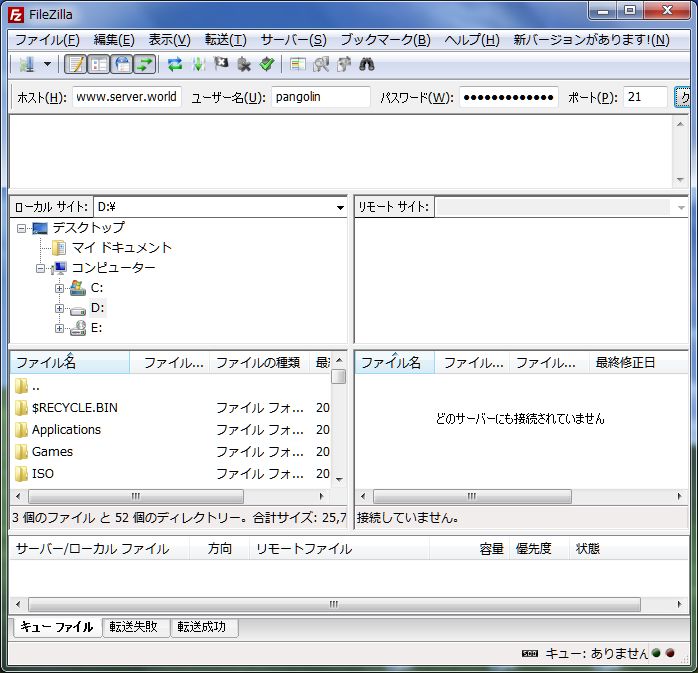 FileZilla
ファイル(F) 編集(E) 表示(V) 転送(T) サーバー(S) ブックマーク(B) ヘルプ(H) 新バージョンがあります!(N)
ホスト(H): www.server.world ユーザー名(U): pangolin パスワード(W): ●●●●●●●●●●●●● ポート(P): 21
ローカル サイト: D:¥
デスクトップ
マイ ドキュメント
コンピューター
C:
D:
E:
リモート サイト:
ファイル名 ファイル... ファイルの種類
..
$RECYCLE.BIN ファイル フォ... 20
Applications ファイル フォ... 20
Games ファイル フォ... 20
ISO ファイル フォ... 20
3 個のファイル と 52 個のディレクトリー。合計サイズ: 25,7
ファイル名 ファイル... ファイル... 最終修正日
どのサーバーにも接続されていません
接続していません。
サーバー/ローカル ファイル 方向 リモートファイル 容量 優先度 状態
キュー ファイル 転送失敗 転送成功
キュー: ありません